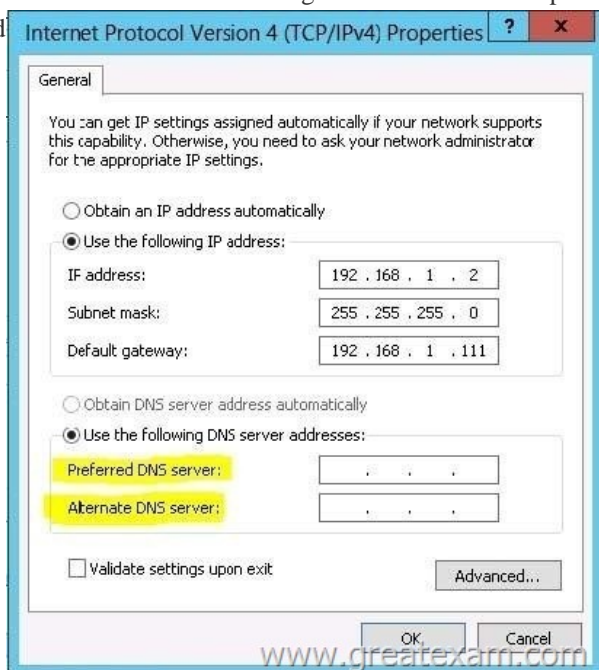 Internet Protocol Version 4 (TCP/IPv4) Properties ? x
General
You can get IP settings assigned automatically if your network supports
this capability. Otherwise, you need to ask your network administrator
for the appropriate IP settings.
Obtain an IP address automatically
Use the following IP address:
IP address: 192 . 168 . 1 . 2
Subnet mask: 255 . 255 . 255 . 0
Default gateway: 192 . 168 . 1 . 111
Obtain DNS server address automatically
Use the following DNS server addresses:
Preferred DNS server: . . .
Alternate DNS server: . . .
Validate settings upon exit
Advanced...
OK Cancel
www.greatexam.com